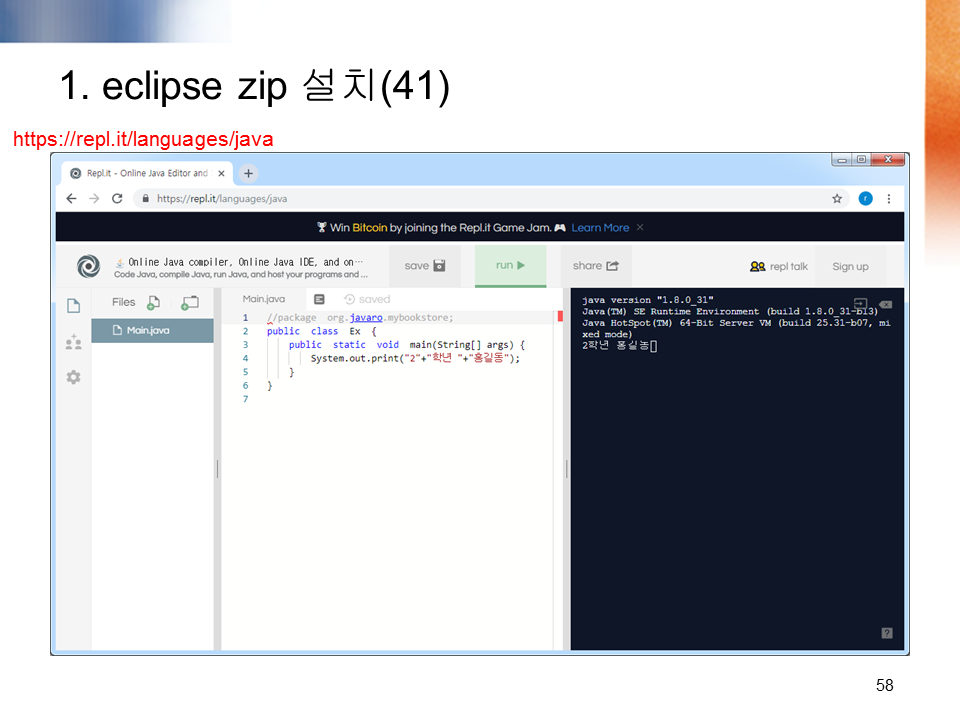 1. eclipse zip 설치(41)
https://repl.it/languages/java
Repl.it - Online Java Editor and
https://repl.it/languages/java
Win Bitcoin by joining the Repl.it Game Jam. Learn More
Online Java compiler, Online Java IDE, and on…
Code Java, compile Java, run Java, and host your programs and ...
save
run
share
repl talk
Sign up
Files
Main.java
Main.java
saved
1 //package org.javaro.mybookstore;
2 public class Ex {
3 public static void main(String[] args) {
4 System.out.print("2"+"학년 "+"홍길동");
5 }
6 }
7
java version "1.8.0_31"
Java(TM) SE Runtime Environment (build 1.8.0_31-b13)
Java HotSpot(TM) 64-Bit Server VM (build 25.31-b07, mi
xed mode)
2학년 홍길동
?
58